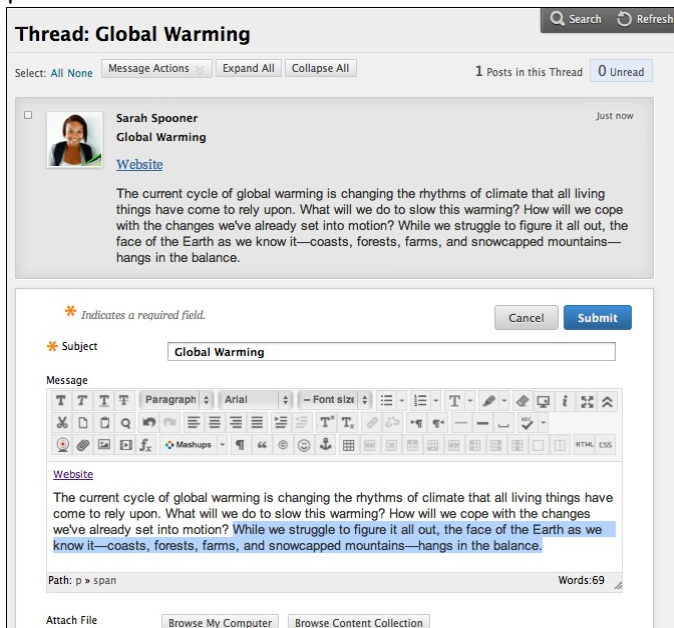 Search Refresh
Thread: Global Warming
Select: All None Message Actions Expand All Collapse All 1 Posts in this Thread 0 Unread
Sarah Spooner Just now
Global Warming
Website
The current cycle of global warming is changing the rhythms of climate that all living
things have come to rely upon. What will we do to slow this warming? How will we cope
with the changes we've already set into motion? While we struggle to figure it all out, the
face of the Earth as we know it—coasts, forests, farms, and snowcapped mountains—
hangs in the balance.
Indicates a required field. Cancel Submit
Subject Global Warming
Message
T T T T Paragraph Arial -- Font size T i
T T
fx Mashups HTML CSS
Website
The current cycle of global warming is changing the rhythms of climate that all living things have
come to rely upon. What will we do to slow this warming? How will we cope with the changes
we've already set into motion? While we struggle to figure it all out, the face of the Earth as we
know it—coasts, forests, farms, and snowcapped mountains—hangs in the balance.
Path: p » span Words:69
Attach File Browse My Computer Browse Content Collection